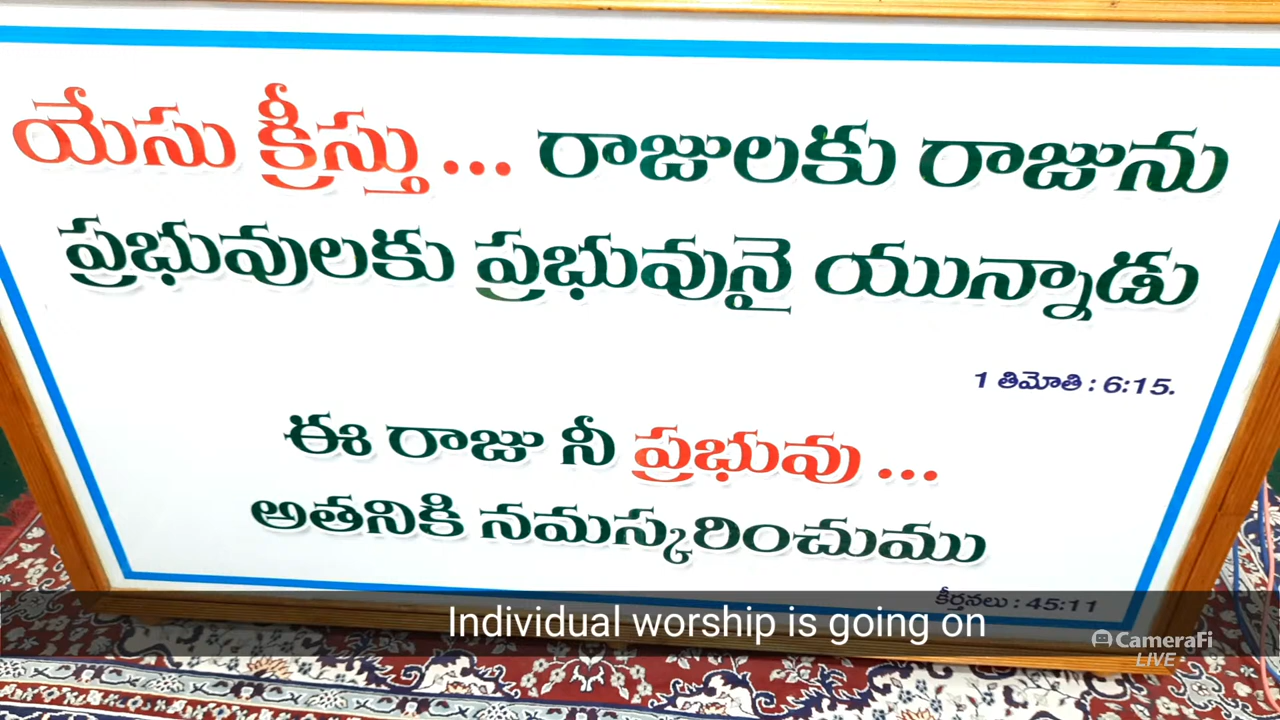 యేసు క్రీస్తు... రాజులకు రాజును
ప్రభువులకు ప్రభువునై యున్నాడు
1 తిమోతి : 6:15.
ఈ రాజు నీ ప్రభువు...
అతనికి నమస్కరించుము
కీర్తనలు : 45:11
Individual worship is going on
CameraFi
LIVE